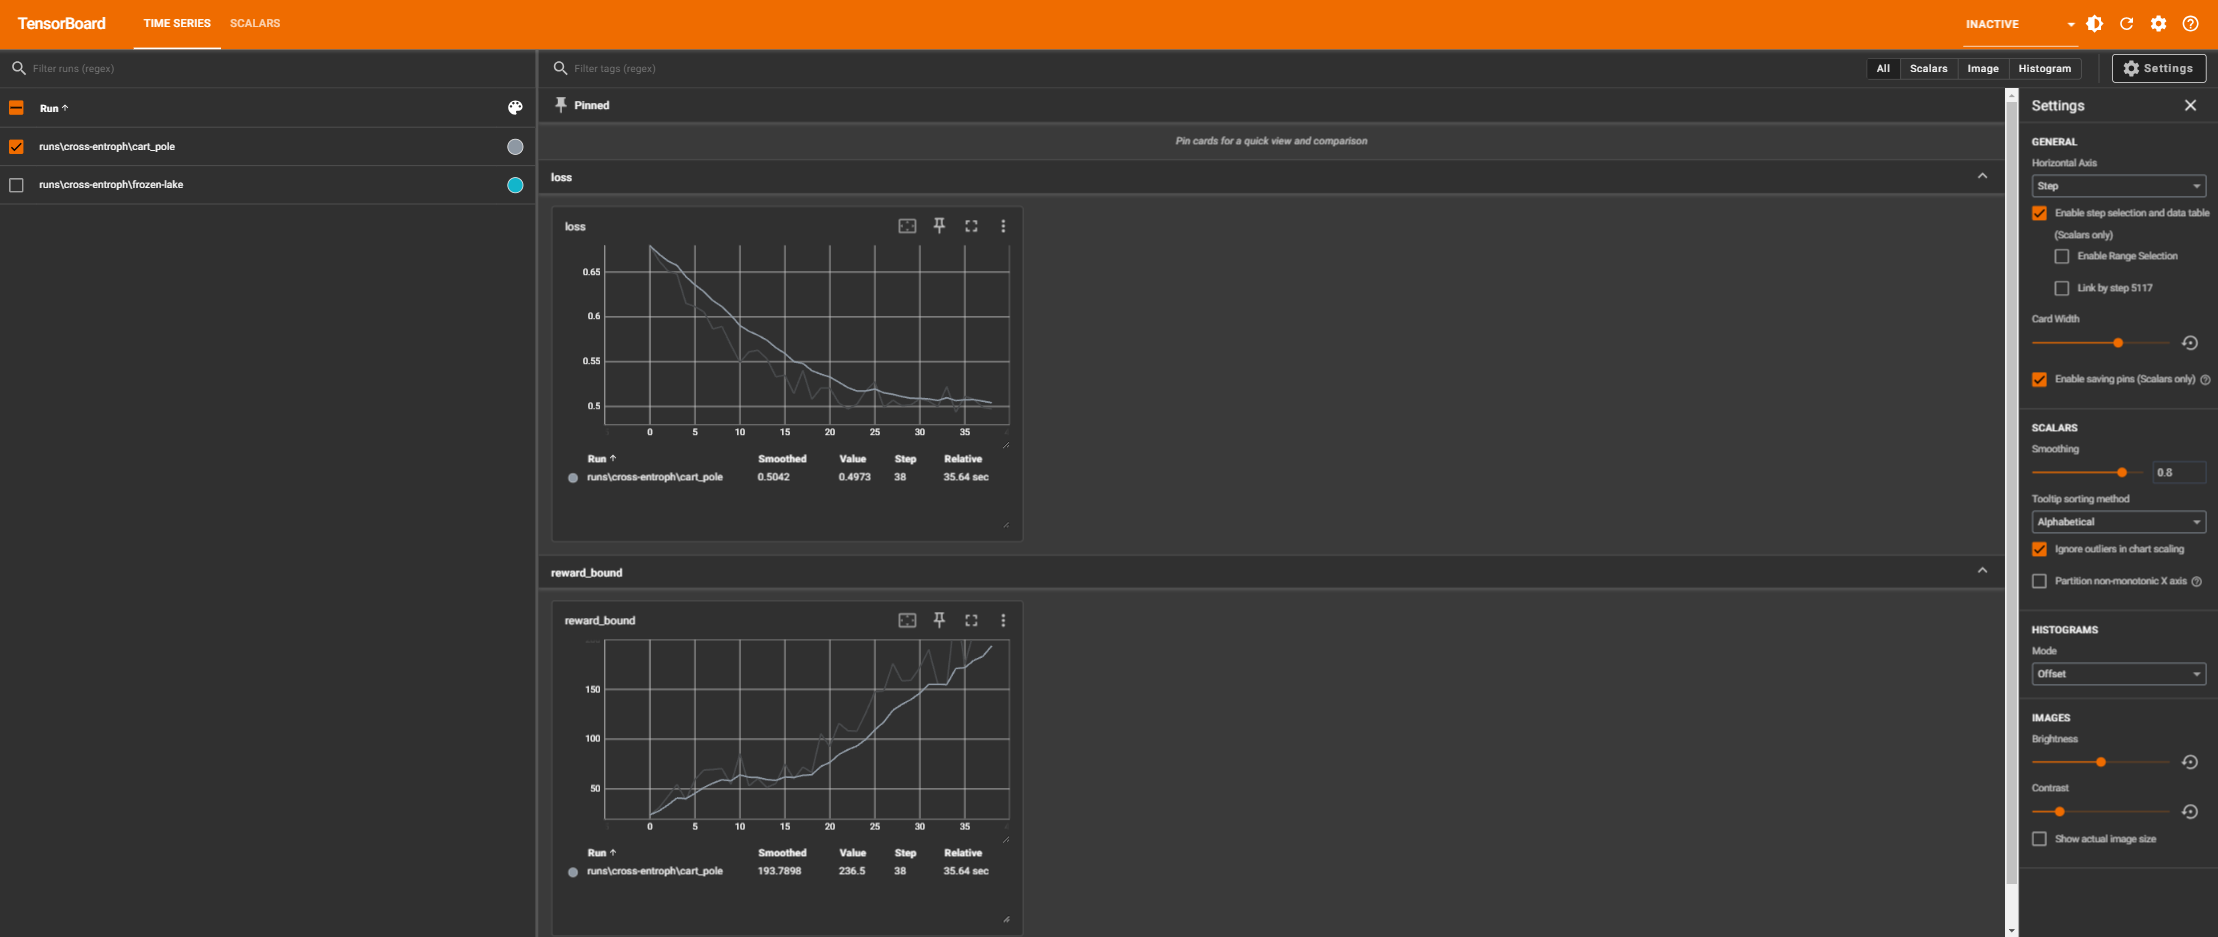 TensorBoard TIME SERIES SCALARS INACTIVE
Filter runs (regex)
Run
runs\cross-entroph\cart_pole
runs\cross-entroph\frozen-lake
Filter tags (regex)
All Scalars Image Histogram Settings
Pinned
Pin cards for a quick view and comparison
loss
loss
0.65
0.6
0.55
0.5
0 5 10 15 20 25 30 35
Run Smoothed Value Step Relative
runs\cross-entroph\cart_pole 0.5042 0.4973 38 35.64 sec
reward_bound
reward_bound
150
100
50
0 5 10 15 20 25 30 35
Run Smoothed Value Step Relative
runs\cross-entroph\cart_pole 193.7898 236.5 38 35.64 sec
Settings
GENERAL
Horizontal Axis
Step
Enable step selection and data table
(Scalars only)
Enable Range Selection
Link by step 5117
Card Width
Enable saving pins (Scalars only)
SCALARS
Smoothing
0.8
Tooltip sorting method
Alphabetical
Ignore outliers in chart scaling
Partition non-monotonic X axis
HISTOGRAMS
Mode
Offset
IMAGES
Brightness
Contrast
Show actual image size